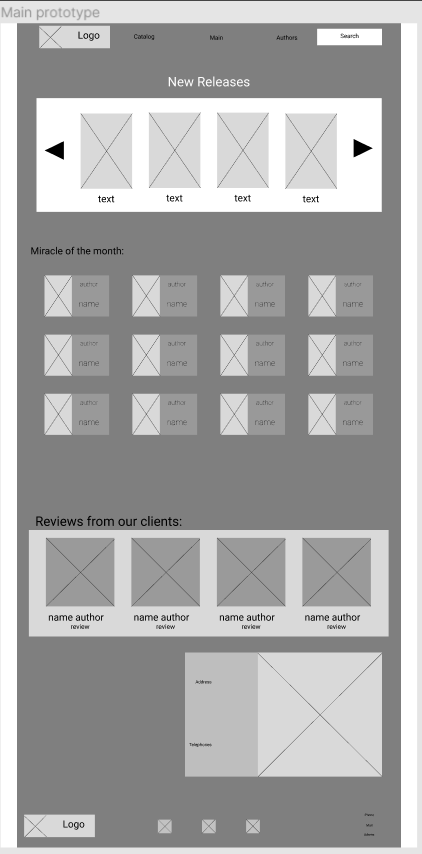 Main prototype
Logo
Catalog
Main
Authors
Search
New Releases
text text text text
Miracle of the month:
author author author author
name name name name
author author author author
name name name name
author author author author
name name name name
Reviews from our clients:
name author name author name author name author
review review review review
Address
Telephones
Logo